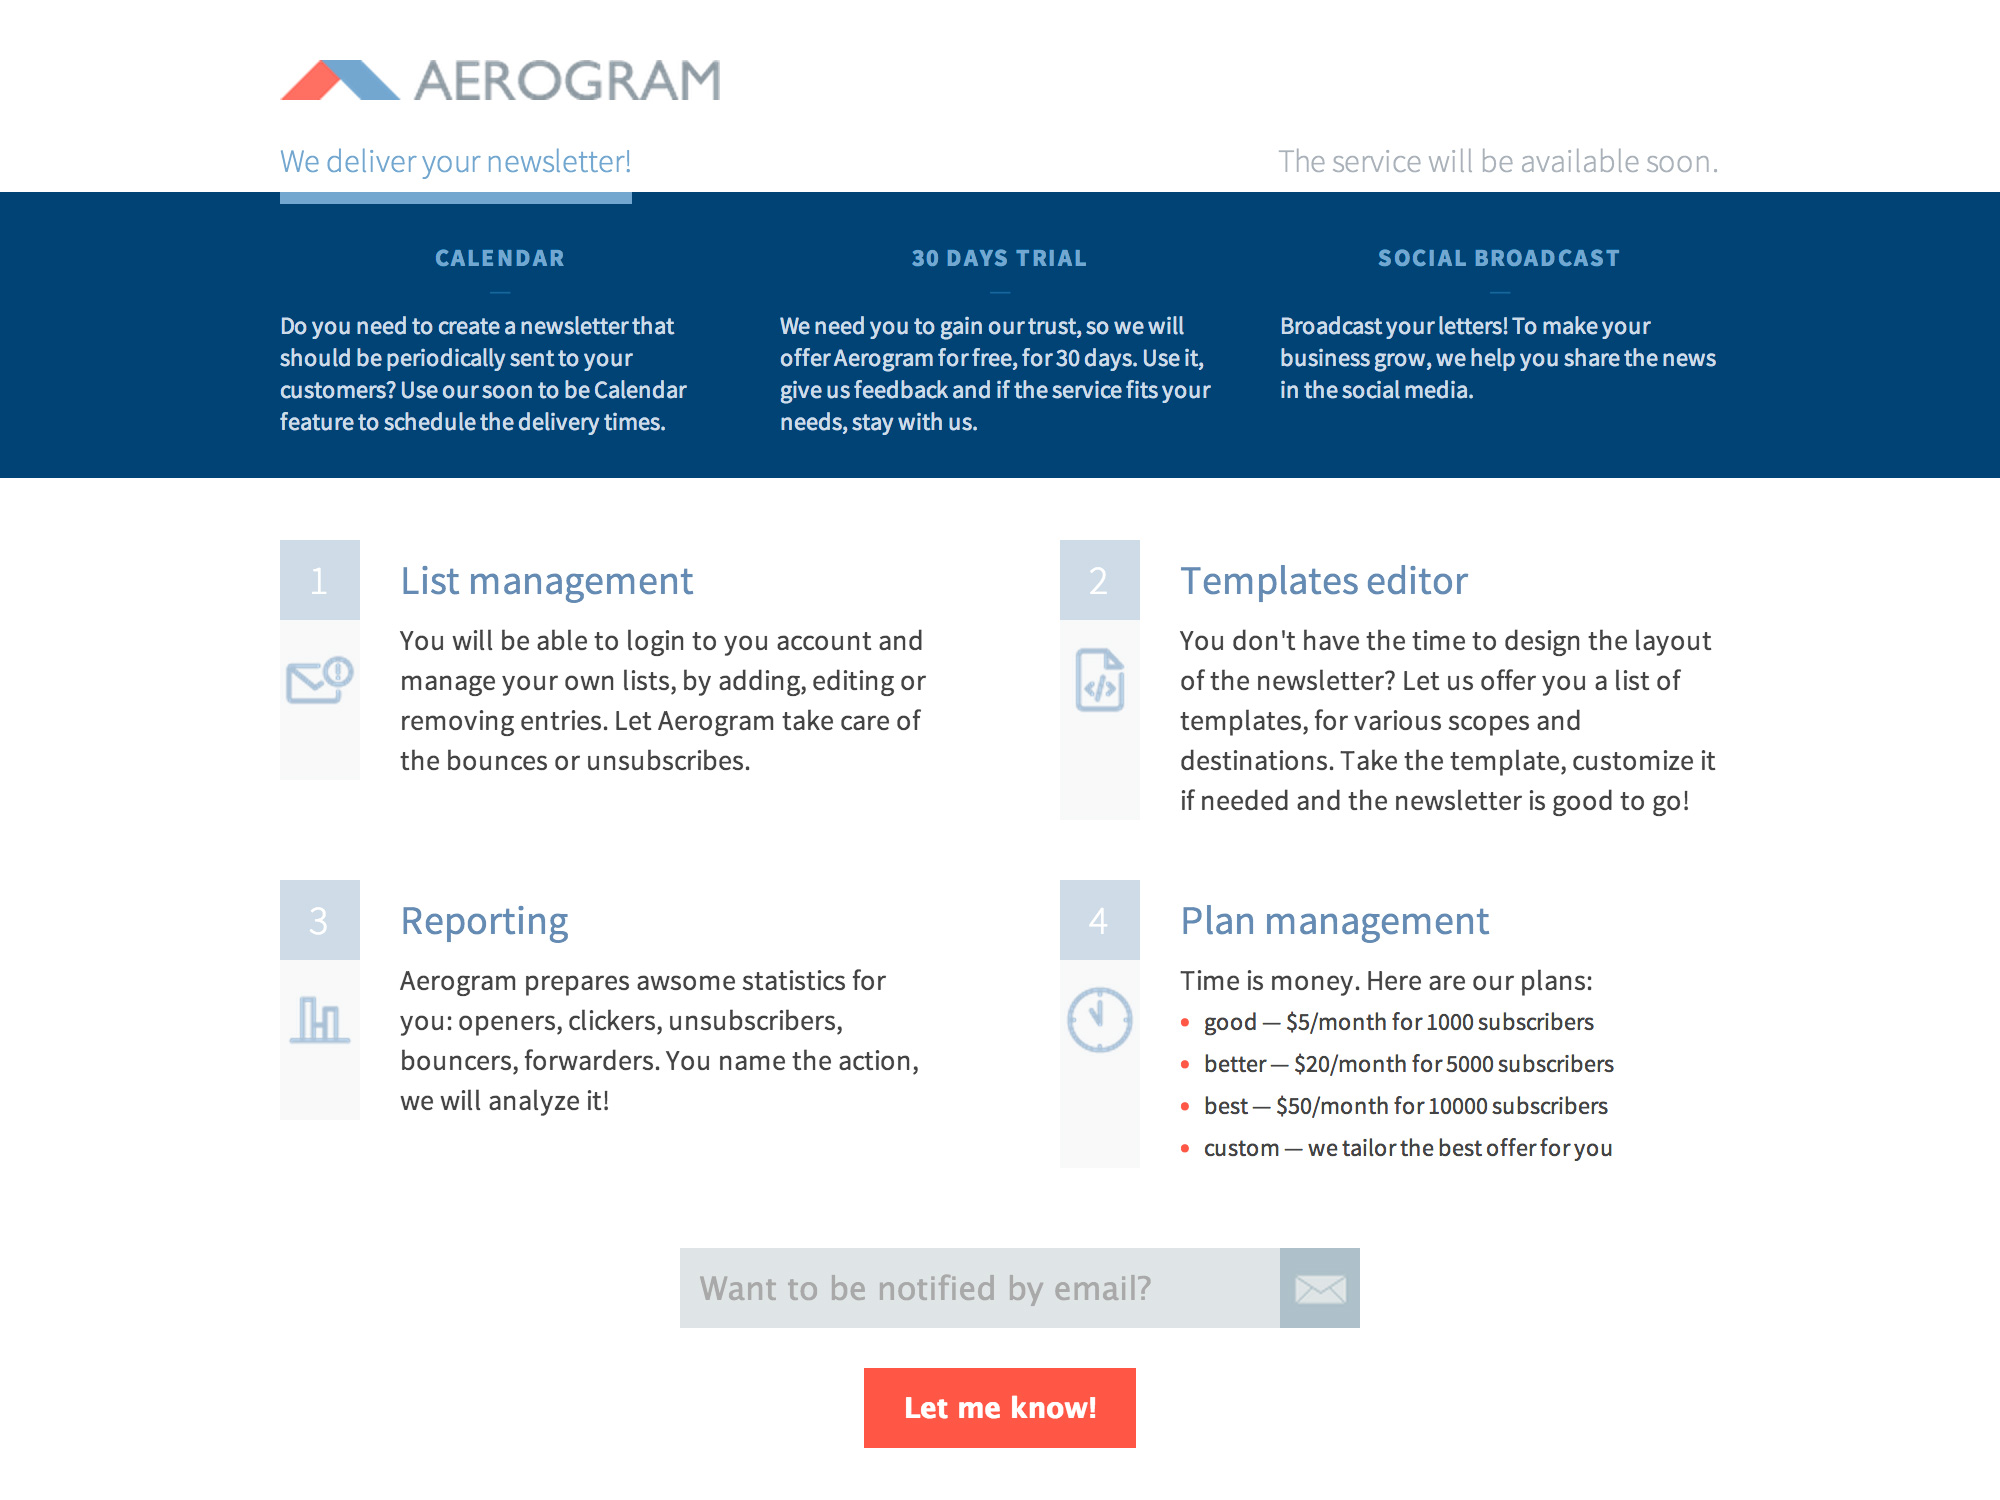 AEROGRAM
We deliver your newsletter!
The service will be available soon.
CALENDAR
Do you need to create a newsletter that
should be periodically sent to your
customers? Use our soon to be Calendar
feature to schedule the delivery times.
30 DAYS TRIAL
We need you to gain our trust, so we will
offer Aerogram for free, for 30 days. Use it,
give us feedback and if the service fits your
needs, stay with us.
SOCIAL BROADCAST
Broadcast your letters! To make your
business grow, we help you share the news
in the social media.
1
List management
You will be able to login to you account and
manage your own lists, by adding, editing or
removing entries. Let Aerogram take care of
the bounces or unsubscribes.
2
Templates editor
You don't have the time to design the layout
of the newsletter? Let us offer you a list of
templates, for various scopes and
destinations. Take the template, customize it
if needed and the newsletter is good to go!
3
Reporting
Aerogram prepares awsome statistics for
you: openers, clickers, unsubscribers,
bouncers, forwarders. You name the action,
we will analyze it!
4
Plan management
Time is money. Here are our plans:
• good — $5/month for 1000 subscribers
• better — $20/month for 5000 subscribers
• best — $50/month for 10000 subscribers
• custom — we tailor the best offer for you
Want to be notified by email?
Let me know!